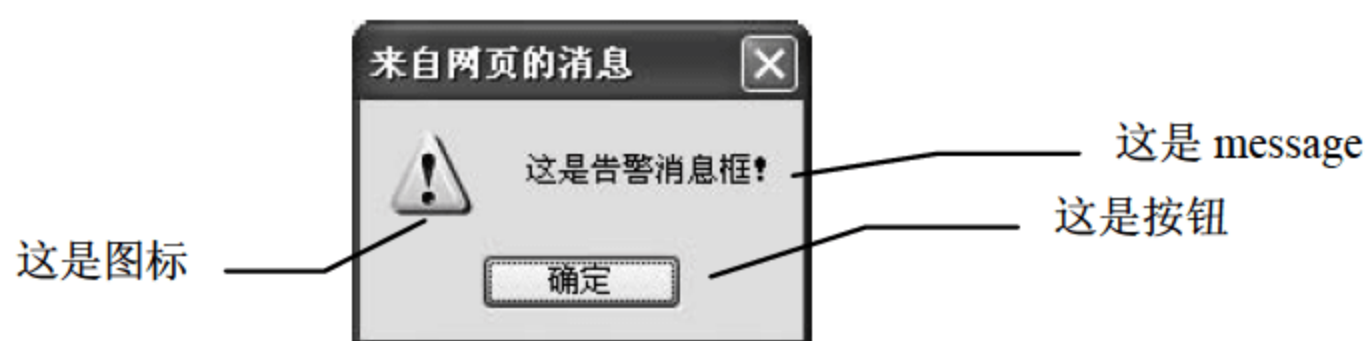 来自网页的消息
这是告警消息框!
这是 message
这是按钮
这是图标
确定